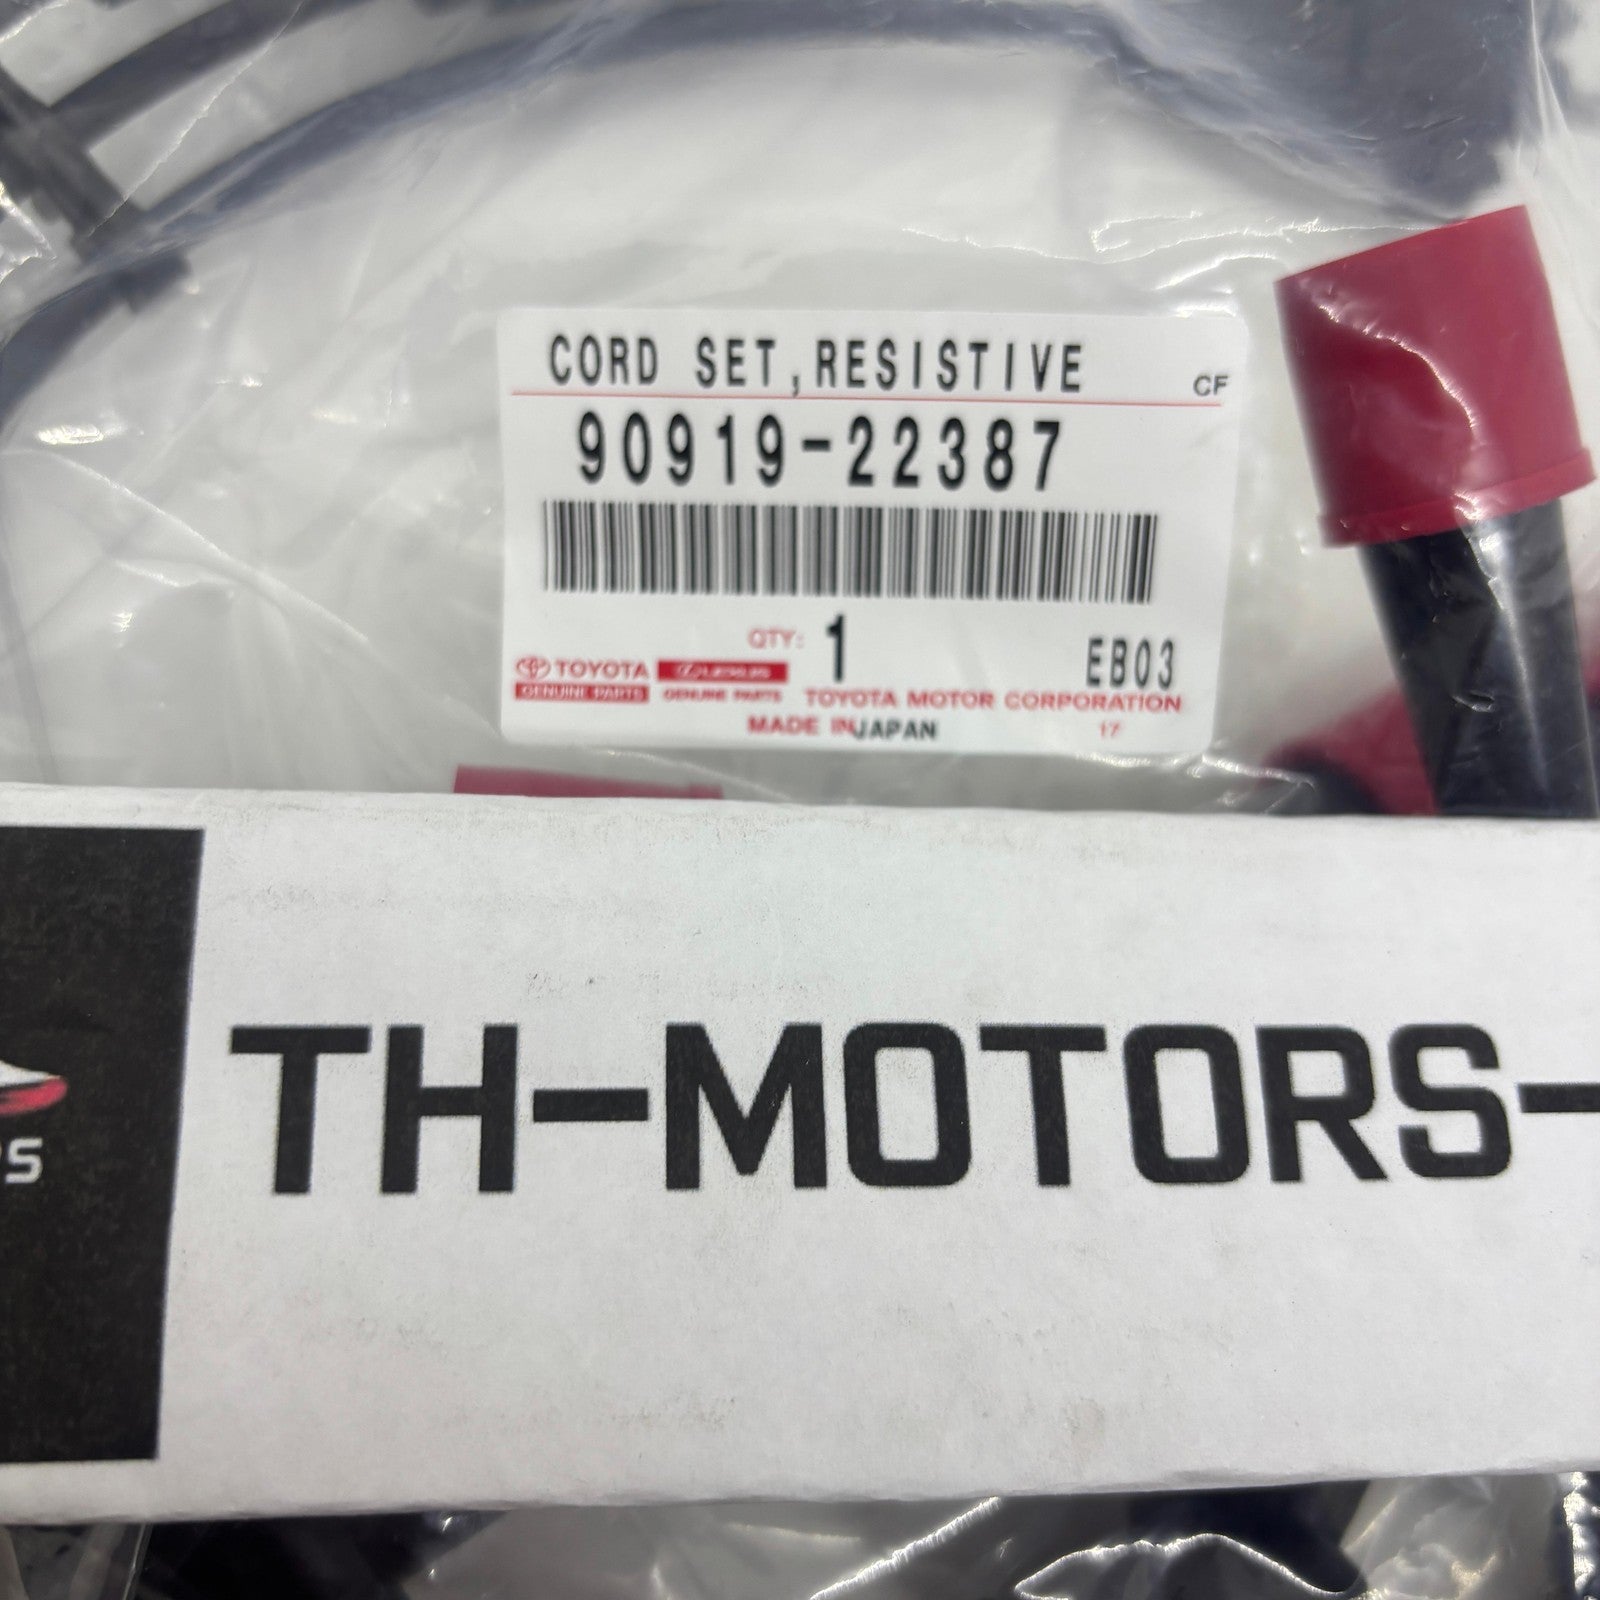 CORD SET,RESISTIVE CF
90919-22387
QTY: 1 EB03
TOYOTA LEXUS
GENUINE PARTS GENUINE PARTS TOYOTA MOTOR CORPORATION
MADE IN JAPAN 17
TH-MOTORS-